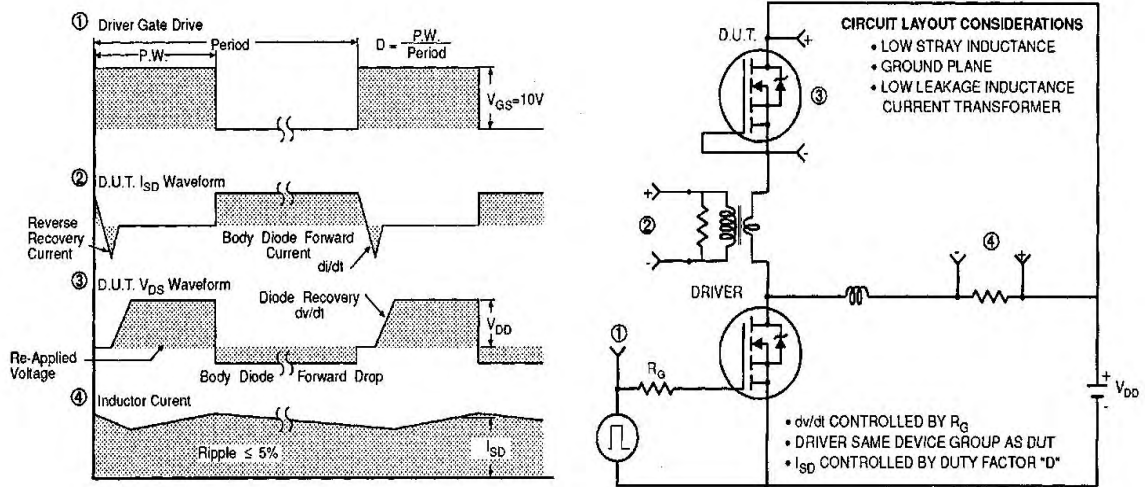 ① Driver Gate Drive
Period
P.W.
D = P.W. / Period
V_GS=10V
② D.U.T. I_SD Waveform
Reverse
Recovery
Current
Body Diode Forward
Current
di/dt
③ D.U.T. V_DS Waveform
Diode Recovery
dv/dt
V_DD
Re-Applied
Voltage
Body Diode Forward Drop
④ Inductor Curent
Ripple ≤ 5%
I_SD
D.U.T.
+
-
③
CIRCUIT LAYOUT CONSIDERATIONS
• LOW STRAY INDUCTANCE
• GROUND PLANE
• LOW LEAKAGE INDUCTANCE
CURRENT TRANSFORMER
+
②
-
④
- +
DRIVER
①
R_G
+
V_DD
-
• dv/dt CONTROLLED BY R_G
• DRIVER SAME DEVICE GROUP AS DUT
• I_SD CONTROLLED BY DUTY FACTOR "D"